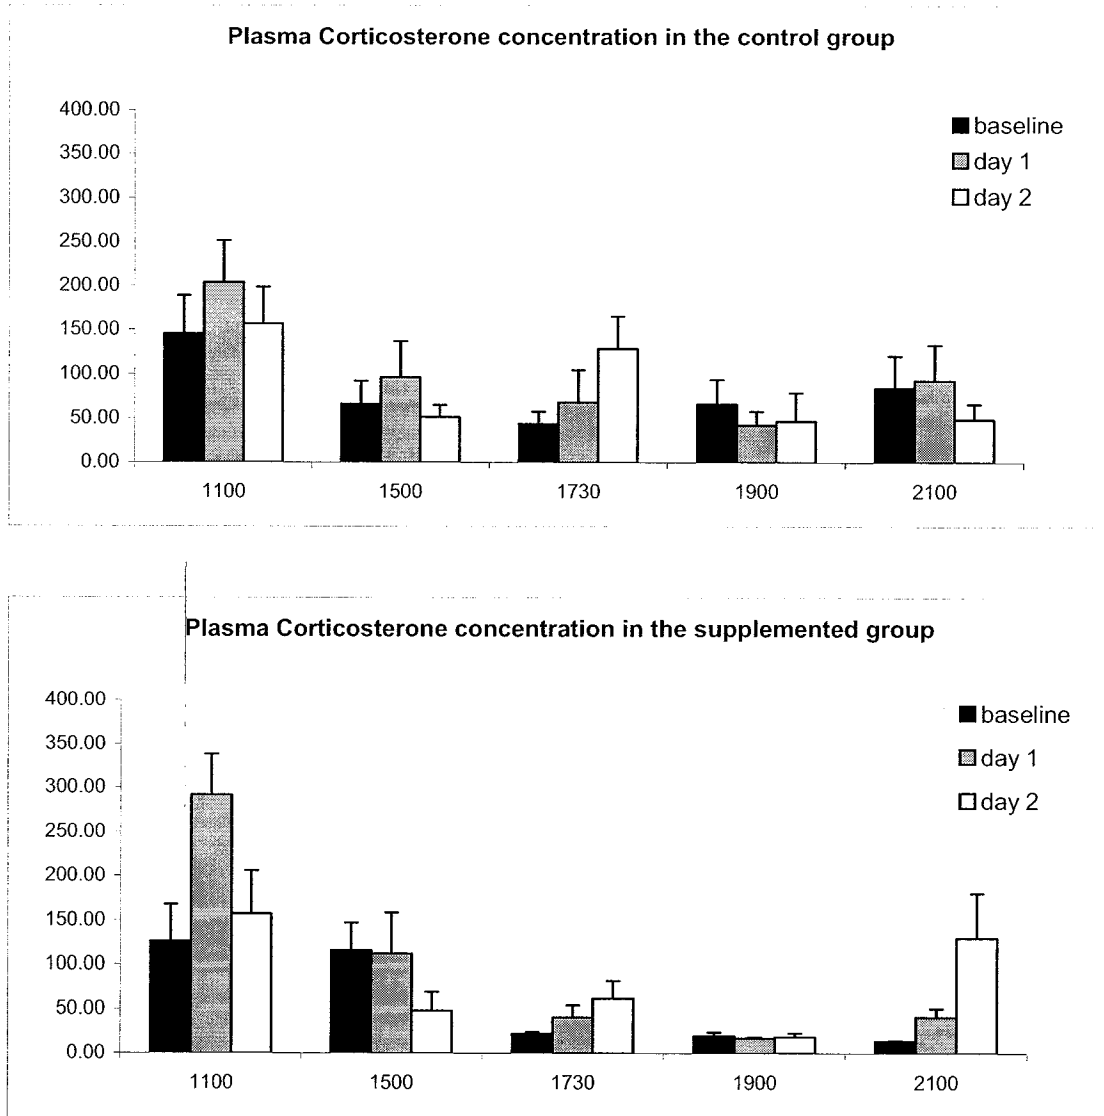 Plasma Corticosterone concentration in the control group
400.00
350.00
300.00
250.00
200.00
150.00
100.00
50.00
0.00
baseline
day 1
day 2
1100 1500 1730 1900 2100
Plasma Corticosterone concentration in the supplemented group
400.00
350.00
300.00
250.00
200.00
150.00
100.00
50.00
0.00
baseline
day 1
day 2
1100 1500 1730 1900 2100